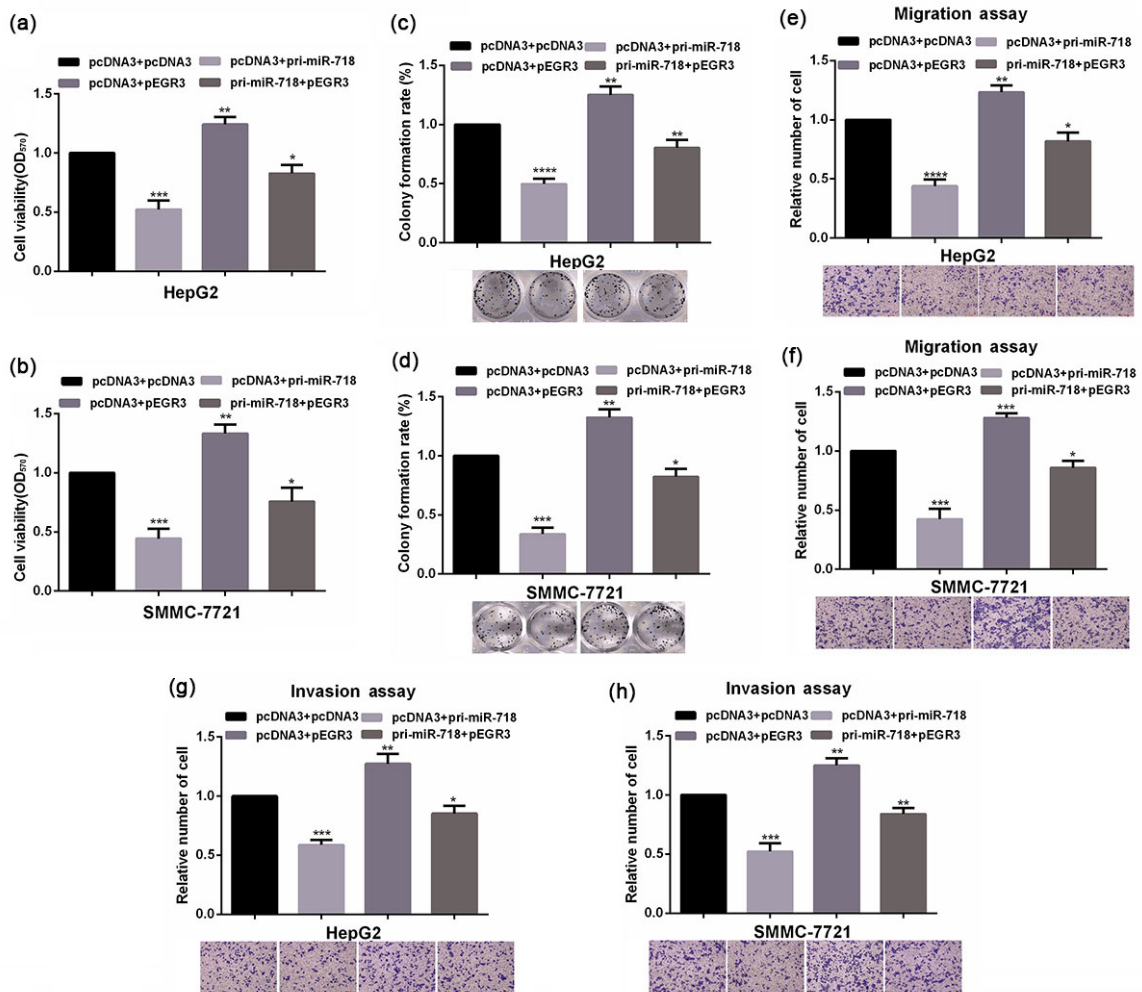 (a)
pcDNA3+pcDNA3 pcDNA3+pri-miR-718
pcDNA3+pEGR3 pri-miR-718+pEGR3
Cell viability(OD570)
1.5
1.0
0.5
0.0
**
*
***
HepG2
(b)
pcDNA3+pcDNA3 pcDNA3+pri-miR-718
pcDNA3+pEGR3 pri-miR-718+pEGR3
Cell viability(OD570)
1.5
1.0
0.5
0.0
**
*
***
SMMC-7721
(c)
pcDNA3+pcDNA3 pcDNA3+pri-miR-718
pcDNA3+pEGR3 pri-miR-718+pEGR3
Colony formation rate (%)
1.5
1.0
0.5
0.0
**
**
****
HepG2
(d)
pcDNA3+pcDNA3 pcDNA3+pri-miR-718
pcDNA3+pEGR3 pri-miR-718+pEGR3
Colony formation rate (%)
1.5
1.0
0.5
0.0
**
*
***
SMMC-7721
(e)
Migration assay
pcDNA3+pcDNA3 pcDNA3+pri-miR-718
pcDNA3+pEGR3 pri-miR-718+pEGR3
Relative number of cell
1.5
1.0
0.5
0.0
**
*
****
HepG2
(f)
Migration assay
pcDNA3+pcDNA3 pcDNA3+pri-miR-718
pcDNA3+pEGR3 pri-miR-718+pEGR3
Relative number of cell
1.5
1.0
0.5
0.0
***
*
***
SMMC-7721
(g)
Invasion assay
pcDNA3+pcDNA3 pcDNA3+pri-miR-718
pcDNA3+pEGR3 pri-miR-718+pEGR3
Relative number of cell
1.5
1.0
0.5
0.0
**
*
***
HepG2
(h)
Invasion assay
pcDNA3+pcDNA3 pcDNA3+pri-miR-718
pcDNA3+pEGR3 pri-miR-718+pEGR3
Relative number of cell
1.5
1.0
0.5
0.0
**
**
***
SMMC-7721